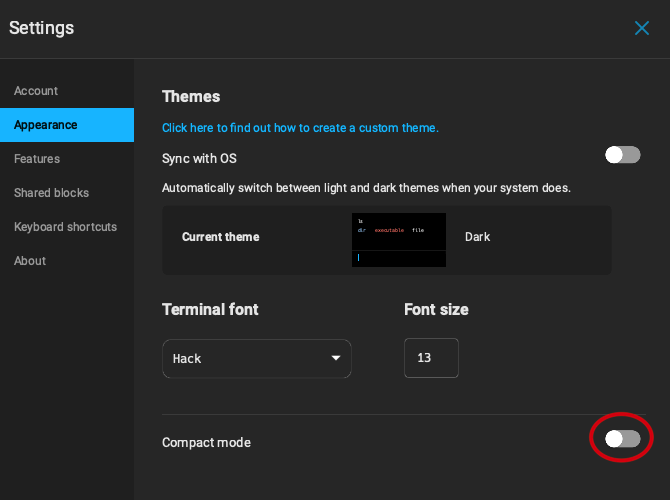 Settings
Account
Appearance
Features
Shared blocks
Keyboard shortcuts
About
Themes
Click here to find out how to create a custom theme.
Sync with OS
Automatically switch between light and dark themes when your system does.
Current theme
ls
dir executable file
Dark
Terminal font
Font size
Hack
13
Compact mode